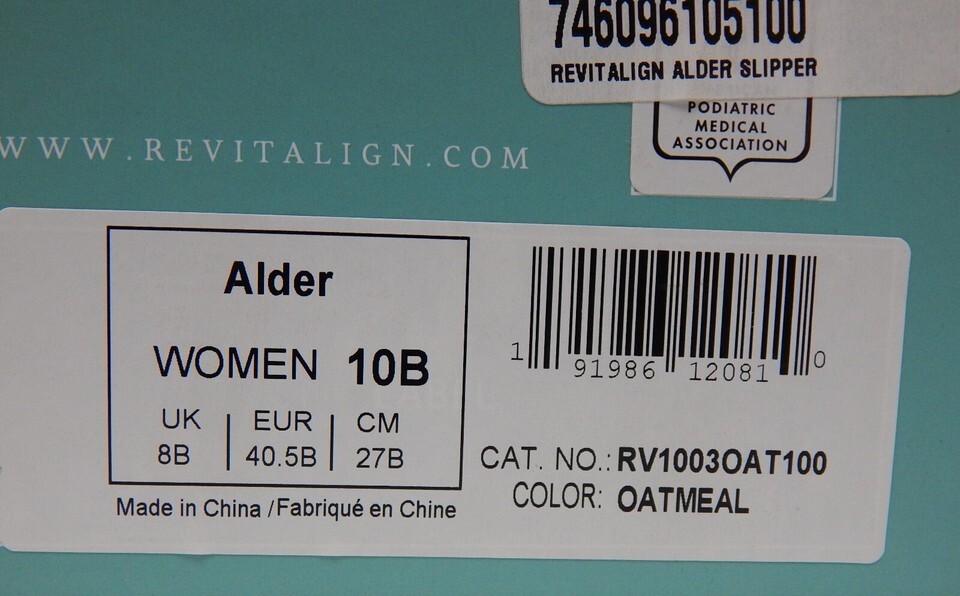 746096105100
REVITALIGN ALDER SLIPPER
PODIATRIC
MEDICAL
ASSOCIATION
WWW.REVITALIGN.COM
Alder
WOMEN 10B
UK EUR CM
8B 40.5B 27B
Made in China /Fabriqué en Chine
1 91986 12081 0
CAT. NO.: RV1003OAT100
COLOR: OATMEAL